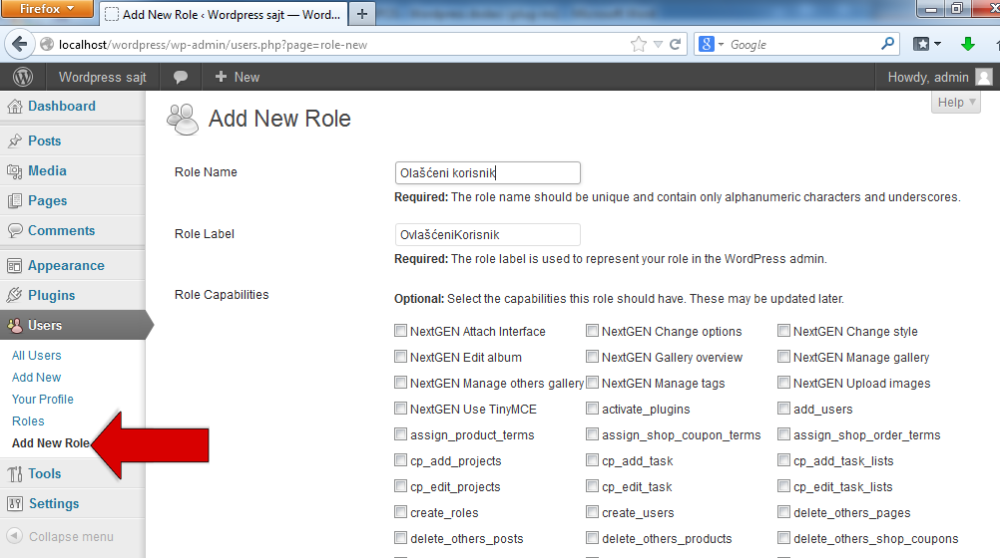 Firefox
Add New Role ‹ Wordpress sajt — Word...
localhost/wordpress/wp-admin/users.php?page=role-new
Google
Wordpress sajt
New
Howdy, admin
Help
Dashboard
Posts
Media
Pages
Comments
Appearance
Plugins
Users
All Users
Add New
Your Profile
Roles
Add New Role
Tools
Settings
Collapse menu
Add New Role
Role Name
Olašćeni korisnik
Required: The role name should be unique and contain only alphanumeric characters and underscores.
Role Label
OvlašćeniKorisnik
Required: The role label is used to represent your role in the WordPress admin.
Role Capabilities
Optional: Select the capabilities this role should have. These may be updated later.
NextGEN Attach Interface NextGEN Change options NextGEN Change style
NextGEN Edit album NextGEN Gallery overview NextGEN Manage gallery
NextGEN Manage others gallery NextGEN Manage tags NextGEN Upload images
NextGEN Use TinyMCE activate_plugins add_users
assign_product_terms assign_shop_coupon_terms assign_shop_order_terms
cp_add_projects cp_add_task cp_add_task_lists
cp_edit_projects cp_edit_task cp_edit_task_lists
create_roles create_users delete_others_pages
delete_others_posts delete_others_products delete_others_shop_coupons